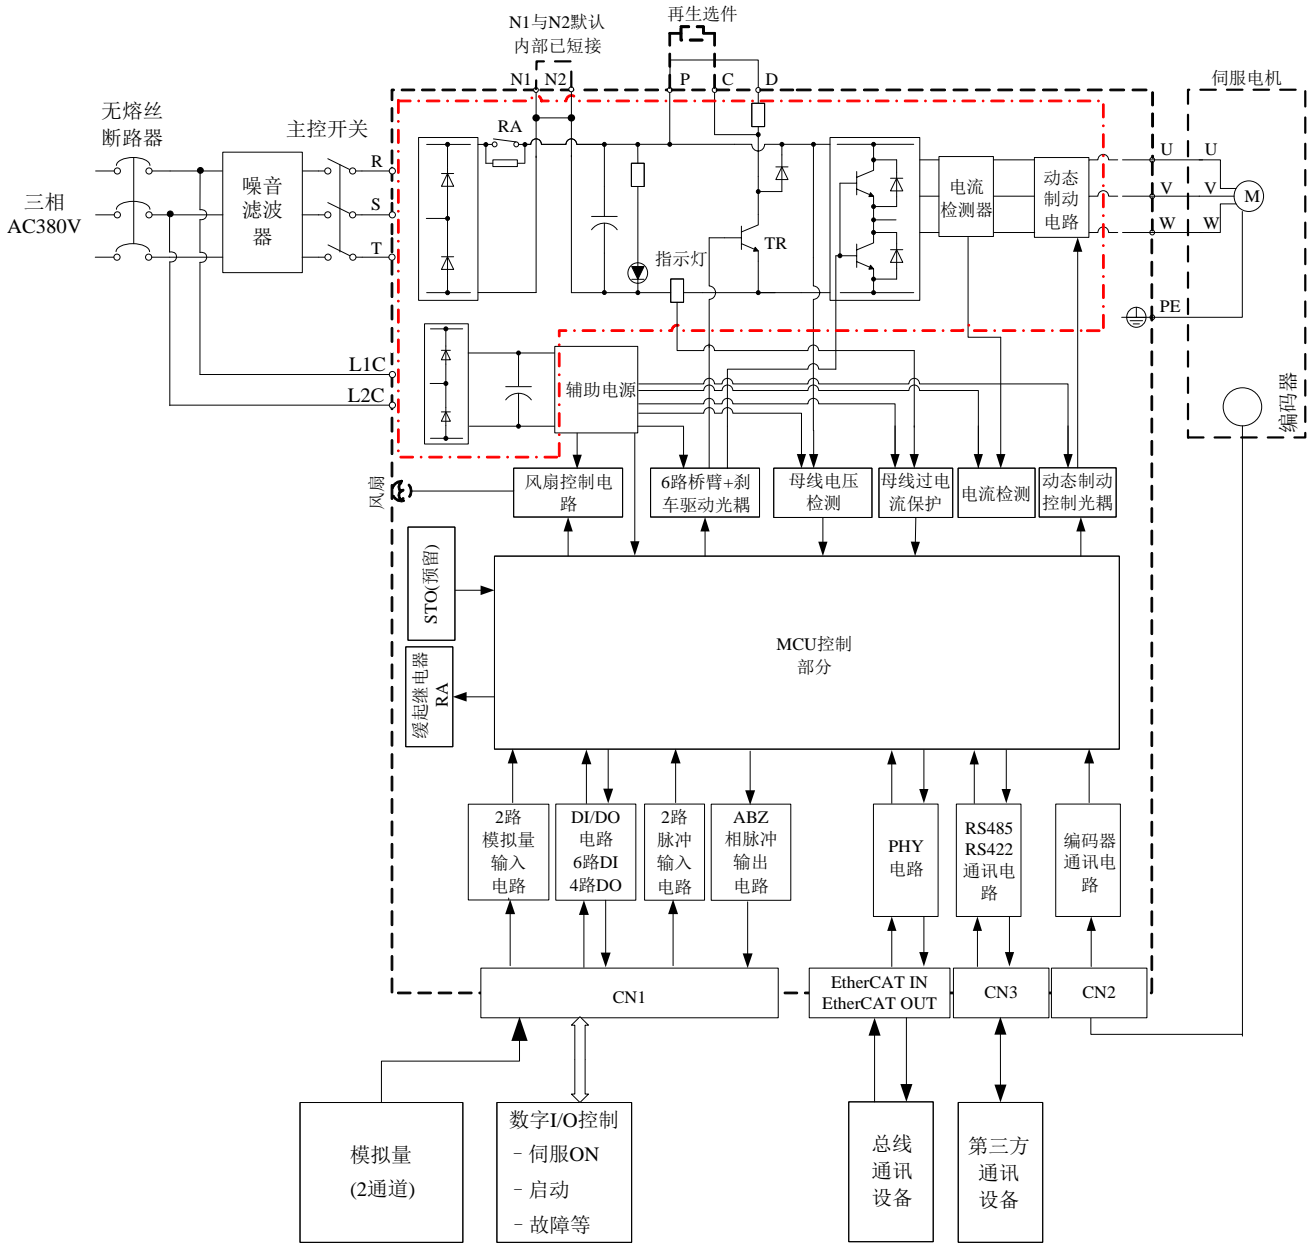 N1与N2默认
内部已短接
再生选件
N1
N2
P
C
D
伺服电机
无熔丝
断路器
主控开关
RA
R
S
T
三相
AC380V
噪音
滤波
器
指示灯
TR
电流
检测器
动态
制动
电路
U
V
W
U
V
W
M
PE
L1C
L2C
辅助电源
编码器
风扇
风扇控制电
路
6路桥臂+刹
车驱动光耦
母线电压
检测
母线过电
流保护
电流检测
动态制动
控制光耦
STO(预留)
缓起继电器
RA
MCU控制
部分
2路
模拟量
输入
电路
DI/DO
电路
6路DI
4路DO
2路
脉冲
输入
电路
ABZ
相脉冲
输出
电路
PHY
电路
RS485
RS422
通讯电
路
编码器
通讯电
路
CN1
EtherCAT IN
EtherCAT OUT
CN3
CN2
模拟量
(2通道)
数字I/O控制
- 伺服ON
- 启动
- 故障等
总线
通讯
设备
第三方
通讯
设备